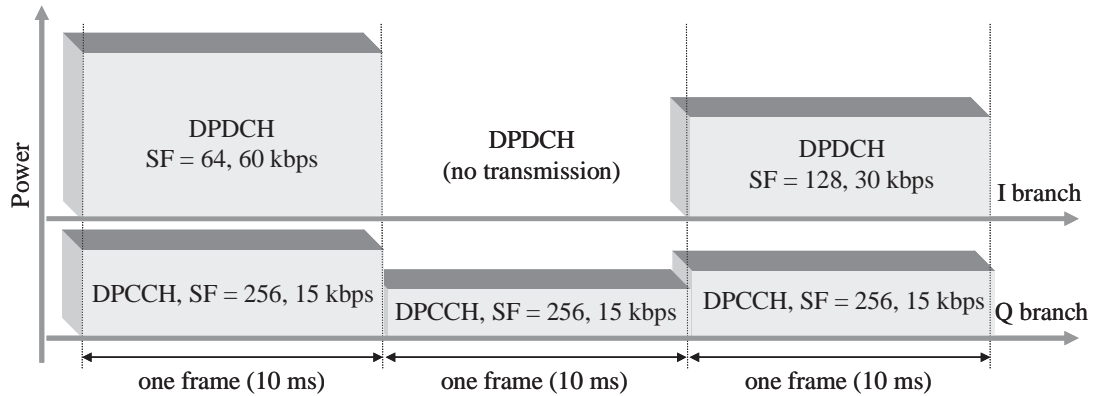 Power
DPDCH
SF = 64, 60 kbps
DPDCH
(no transmission)
DPDCH
SF = 128, 30 kbps
I branch
DPCCH, SF = 256, 15 kbps
DPCCH, SF = 256, 15 kbps
DPCCH, SF = 256, 15 kbps
Q branch
one frame (10 ms)
one frame (10 ms)
one frame (10 ms)